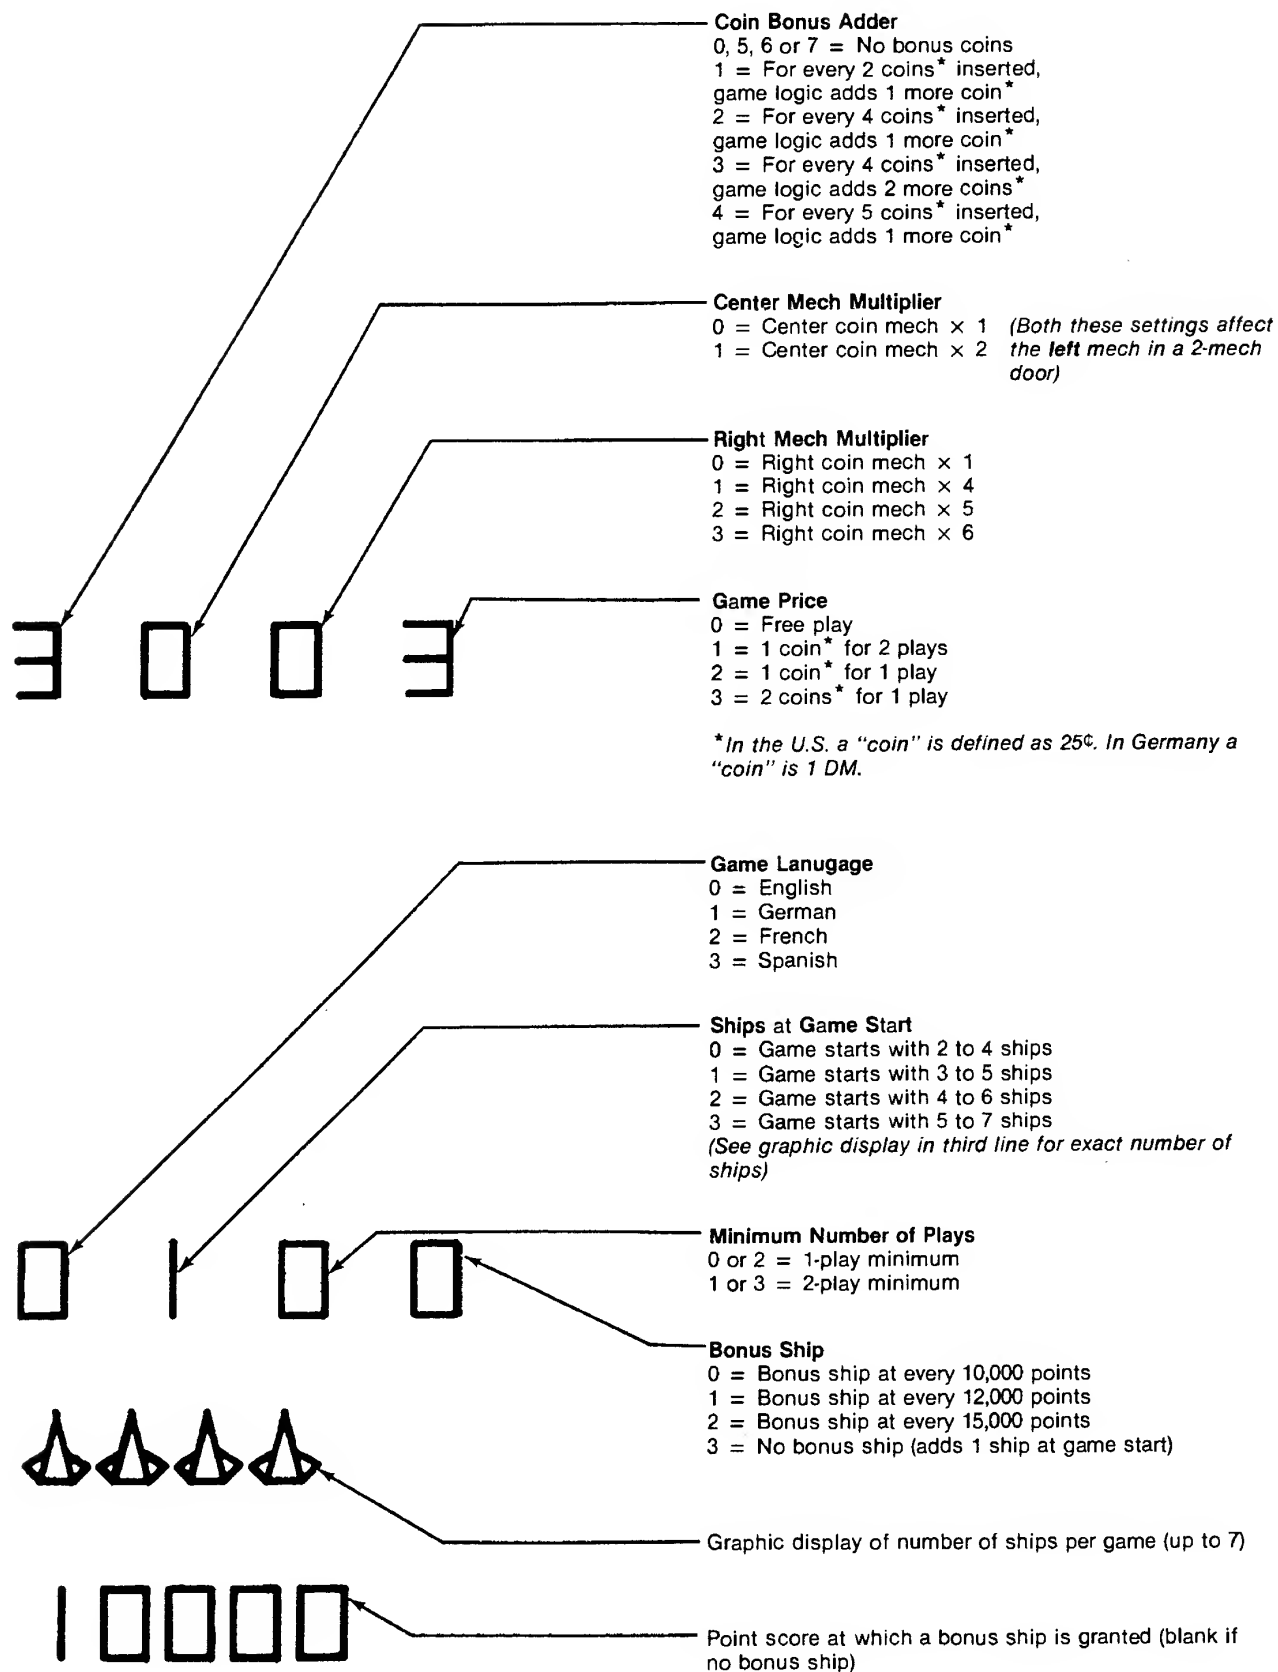 Coin Bonus Adder
0, 5, 6 or 7 = No bonus coins
1 = For every 2 coins* inserted,
game logic adds 1 more coin*
2 = For every 4 coins* inserted,
game logic adds 1 more coin*
3 = For every 4 coins* inserted,
game logic adds 2 more coins*
4 = For every 5 coins* inserted,
game logic adds 1 more coin*
Center Mech Multiplier
0 = Center coin mech × 1 (Both these settings affect
1 = Center coin mech × 2 the left mech in a 2-mech
door)
Right Mech Multiplier
0 = Right coin mech × 1
1 = Right coin mech × 4
2 = Right coin mech × 5
3 = Right coin mech × 6
3 0 0 3
Game Price
0 = Free play
1 = 1 coin* for 2 plays
2 = 1 coin* for 1 play
3 = 2 coins* for 1 play
*In the U.S. a “coin” is defined as 25¢. In Germany a
“coin” is 1 DM.
Game Lanugage
0 = English
1 = German
2 = French
3 = Spanish
Ships at Game Start
0 = Game starts with 2 to 4 ships
1 = Game starts with 3 to 5 ships
2 = Game starts with 4 to 6 ships
3 = Game starts with 5 to 7 ships
(See graphic display in third line for exact number of
ships)
0 1 0 0
Minimum Number of Plays
0 or 2 = 1-play minimum
1 or 3 = 2-play minimum
Bonus Ship
0 = Bonus ship at every 10,000 points
1 = Bonus ship at every 12,000 points
2 = Bonus ship at every 15,000 points
3 = No bonus ship (adds 1 ship at game start)
Graphic display of number of ships per game (up to 7)
10000
Point score at which a bonus ship is granted (blank if
no bonus ship)